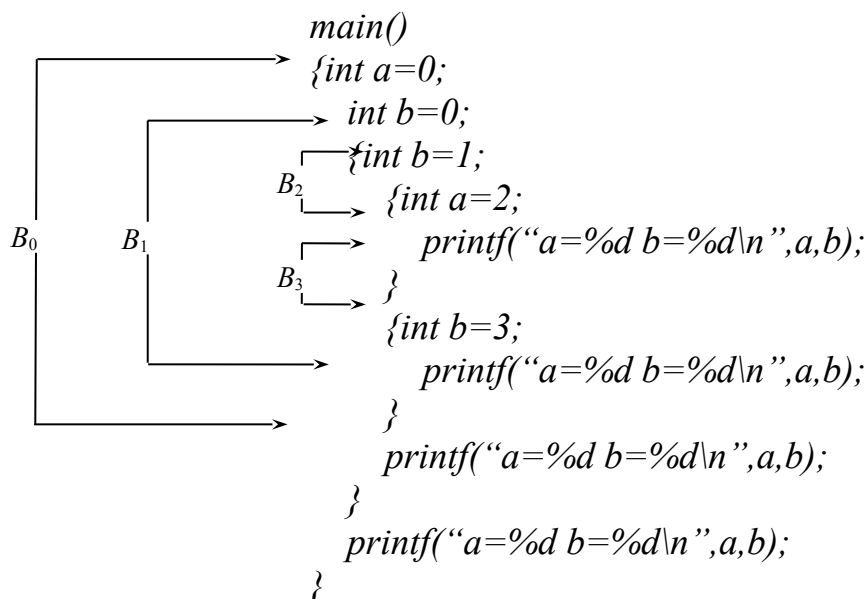 main()
{int a=0;
int b=0;
{int b=1;
B₂
{int a=2;
B₀
B₁
printf(“a=%d b=%d\n”,a,b);
B₃
}
{int b=3;
printf(“a=%d b=%d\n”,a,b);
}
printf(“a=%d b=%d\n”,a,b);
}
printf(“a=%d b=%d\n”,a,b);
}